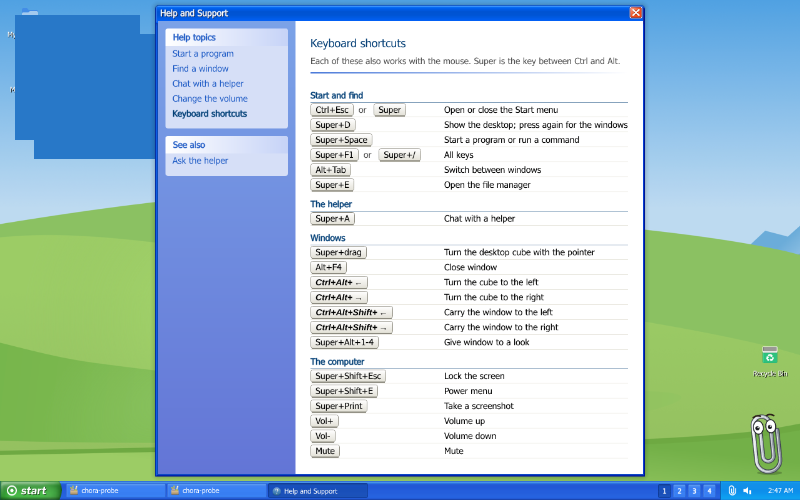 Help and Support
Help topics
Start a program
Find a window
Chat with a helper
Change the volume
Keyboard shortcuts
See also
Ask the helper
Keyboard shortcuts
Each of these also works with the mouse. Super is the key between Ctrl and Alt.
Start and find
Ctrl+Esc or Super Open or close the Start menu
Super+D Show the desktop; press again for the windows
Super+Space Start a program or run a command
Super+F1 or Super+/ All keys
Alt+Tab Switch between windows
Super+E Open the file manager
The helper
Super+A Chat with a helper
Windows
Super+drag Turn the desktop cube with the pointer
Alt+F4 Close window
Ctrl+Alt+ ← Turn the cube to the left
Ctrl+Alt+ → Turn the cube to the right
Ctrl+Alt+Shift+ ← Carry the window to the left
Ctrl+Alt+Shift+ → Carry the window to the right
Super+Alt+1-4 Give window to a look
The computer
Super+Shift+Esc Lock the screen
Super+Shift+E Power menu
Super+Print Take a screenshot
Vol+ Volume up
Vol- Volume down
Mute Mute
Recycle Bin
start chora-probe chora-probe Help and Support 1 2 3 4 2:47 AM